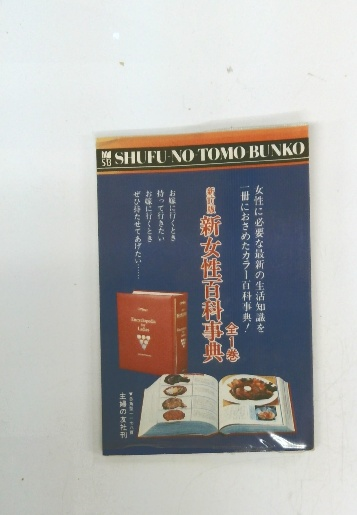 SHUFU-NO-TOMO-BUNKO
女性に必要な最新の生活知識を
一冊におさめたカラー百科事典!
新女性百科事典
全1巻
お嫁に行くとき
持って行きたい
お嫁に行くとき
ぜひ持たせてあげたい……
Encyclopedia
for
Ladies
主婦の友社刊